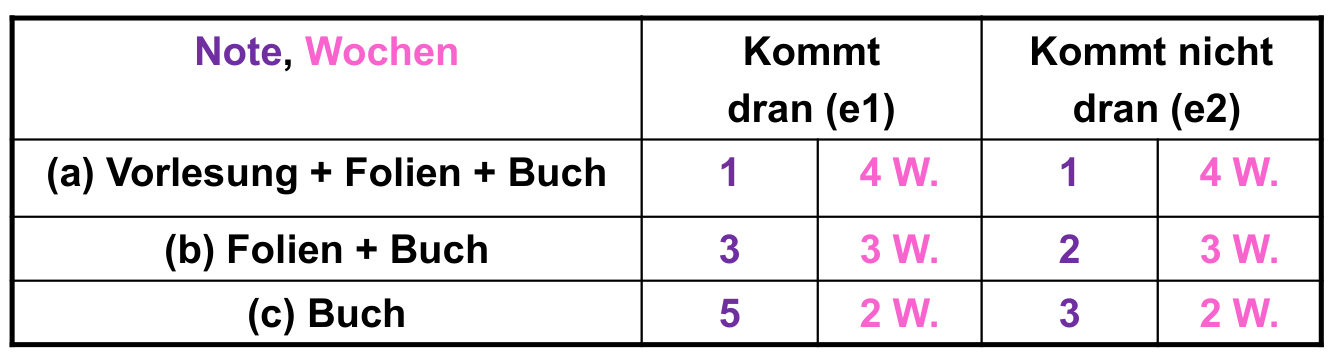 Note, Wochen
Kommt
dran (e1)
Kommt nicht
dran (e2)
(a) Vorlesung + Folien + Buch
1
4 W.
1
4 W.
(b) Folien + Buch
3
3 W.
2
3 W.
(c) Buch
5
2 W.
3
2 W.